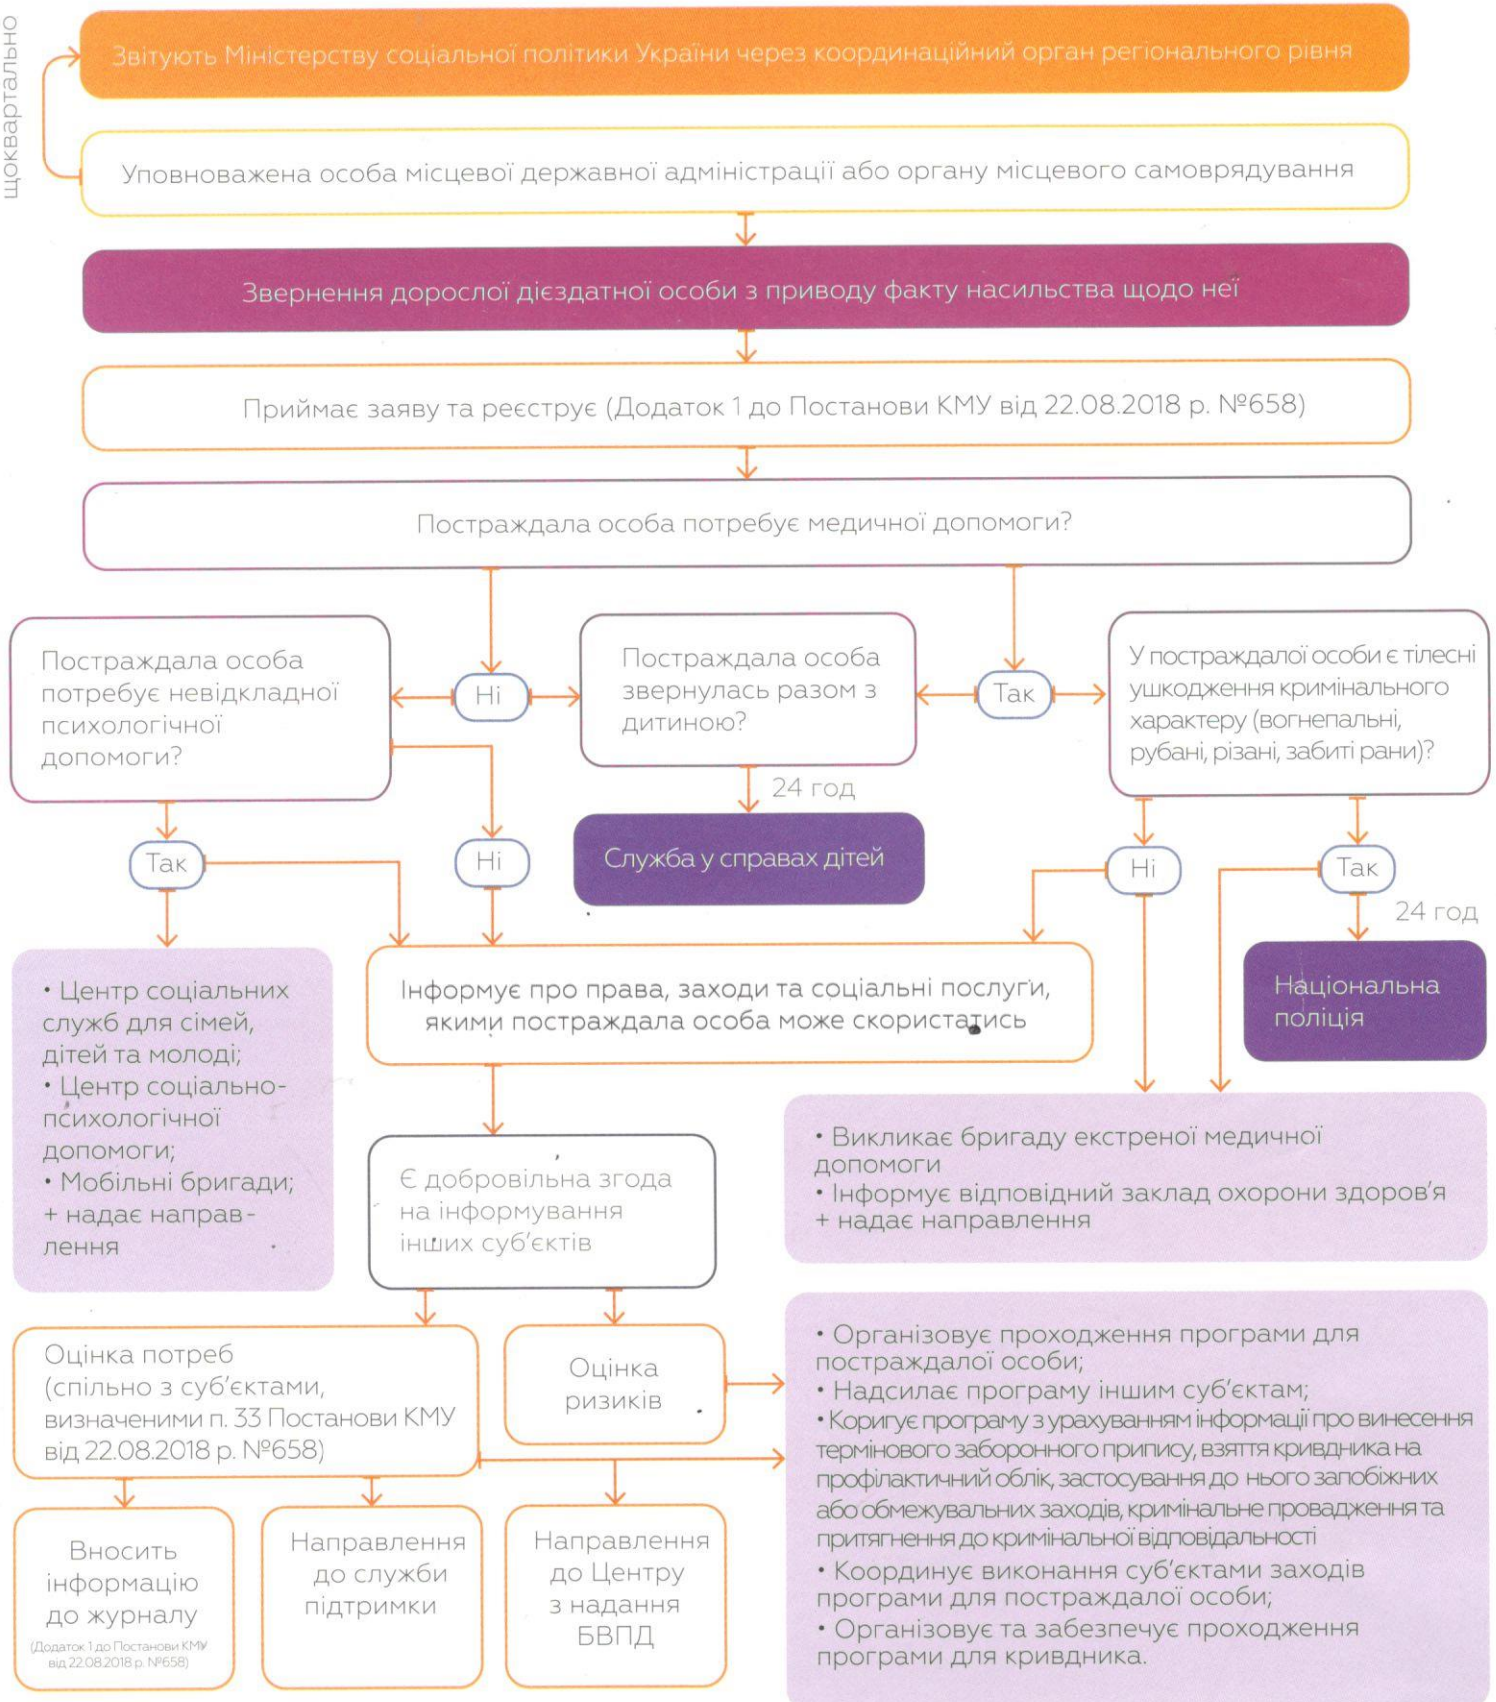 щоквартально
Звітують Міністерству соціальної політики України через координаційний орган регіонального рівня
Уповноважена особа місцевої державної адміністрації або органу місцевого самоврядування
Звернення дорослої дієздатної особи з приводу факту насильства щодо неї
Приймає заяву та реєструє (Додаток 1 до Постанови КМУ від 22.08.2018 р. №658)
Постраждала особа потребує медичної допомоги?
Постраждала особа
потребує невідкладної
психологічної
допомоги?
Ні
Постраждала особа
звернулась разом з
дитиною?
Так
У постраждалої особи є тілесні
ушкодження кримінального
характеру (вогнепальні,
рубані, різані, забиті рани)?
24 год
Так
Ні
Служба у справах дітей
Ні
Так
24 год
• Центр соціальних
служб для сімей,
дітей та молоді;
• Центр соціально-
психологічної
допомоги;
• Мобільні бригади;
+ надає направ-
лення
Інформує про права, заходи та соціальні послуги,
якими постраждала особа може скористатись
Національна
поліція
• Викликає бригаду екстреної медичної
допомоги
• Інформує відповідний заклад охорони здоров'я
+ надає направлення
Є добровільна згода
на інформування
інших суб'єктів
Оцінка потреб
(спільно з суб'єктами,
визначеними п. 33 Постанови КМУ
від 22.08.2018 р. №658)
Оцінка
ризиків
• Організовує проходження програми для
постраждалої особи;
• Надсилає програму іншим суб'єктам;
• Коригує програму з урахуванням інформації про винесення
термінового заборонного припису, взяття кривдника на
профілактичний облік, застосування до нього запобіжних
або обмежувальних заходів, кримінальне провадження та
притягнення до кримінальної відповідальності
• Координує виконання суб'єктами заходів
програми для постраждалої особи;
• Організовує та забезпечує проходження
програми для кривдника.
Вносить
інформацію
до журналу
(Додаток 1 до Постанови КМУ
від 22.08.2018 р. №658)
Направлення
до служби
підтримки
Направлення
до Центру
з надання
БВПД